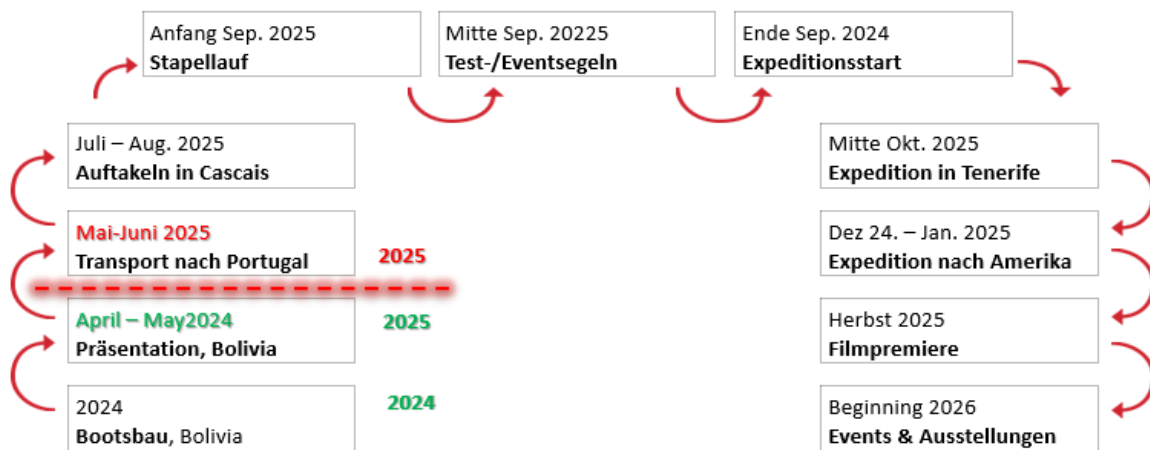 Anfang Sep. 2025
Stapellauf
Mitte Sep. 20225
Test-/Eventsegeln
Ende Sep. 2024
Expeditionsstart
Juli – Aug. 2025
Auftakeln in Cascais
Mai-Juni 2025
Transport nach Portugal
2025
April – May2024
Präsentation, Bolivia
2025
2024
Bootsbau, Bolivia
2024
Mitte Okt. 2025
Expedition in Tenerife
Dez 24. – Jan. 2025
Expedition nach Amerika
Herbst 2025
Filmpremiere
Beginning 2026
Events & Ausstellungen